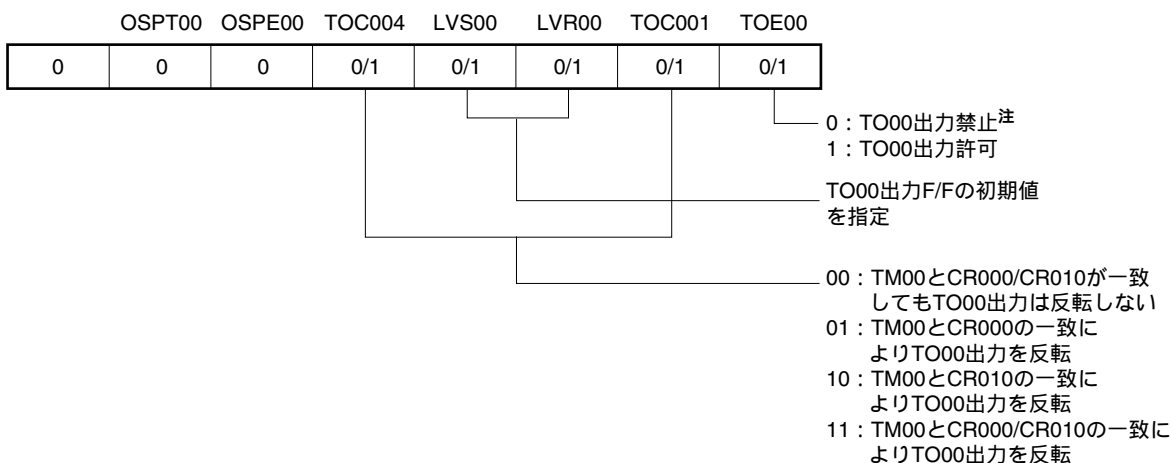 OSPT00 OSPE00 TOC004 LVS00 LVR00 TOC001 TOE00
0 0 0 0/1 0/1 0/1 0/1 0/1
0：TO00出力禁止注
1：TO00出力許可
TO00出力F/Fの初期値
を指定
00：TM00とCR000/CR010が一致
してもTO00出力は反転しない
01：TM00とCR000の一致に
よりTO00出力を反転
10：TM00とCR010の一致に
よりTO00出力を反転
11：TM00とCR000/CR010の一致に
よりTO00出力を反転